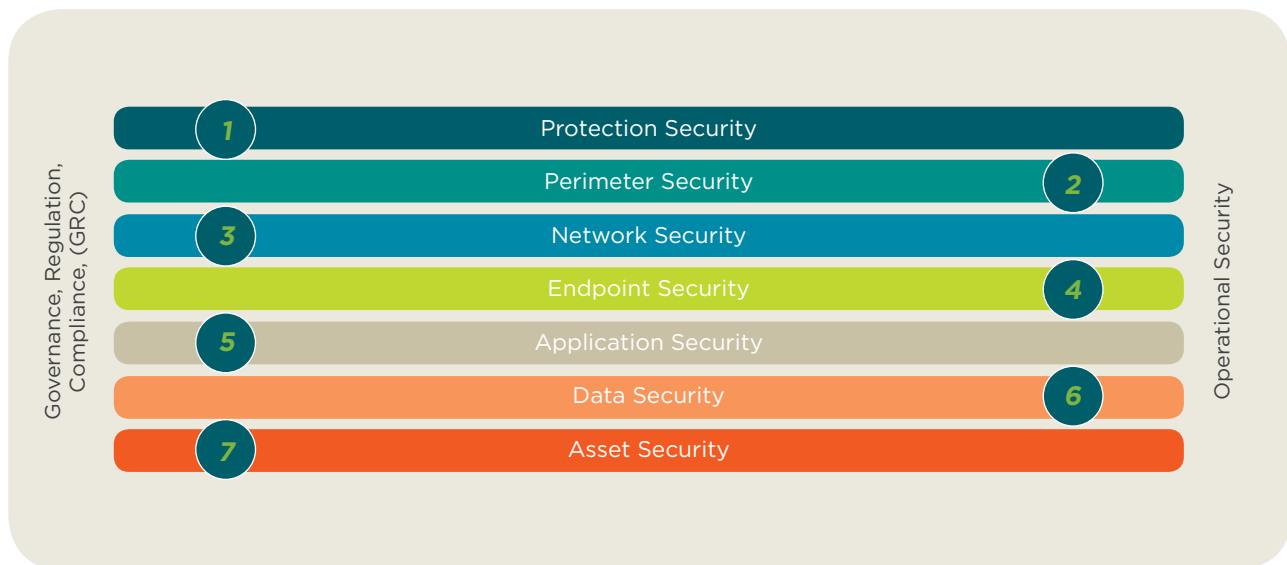 Governance, Regulation,
Compliance, (GRC)
1
Protection Security
Perimeter Security
2
3
Network Security
Endpoint Security
4
5
Application Security
Data Security
6
7
Asset Security
Operational Security